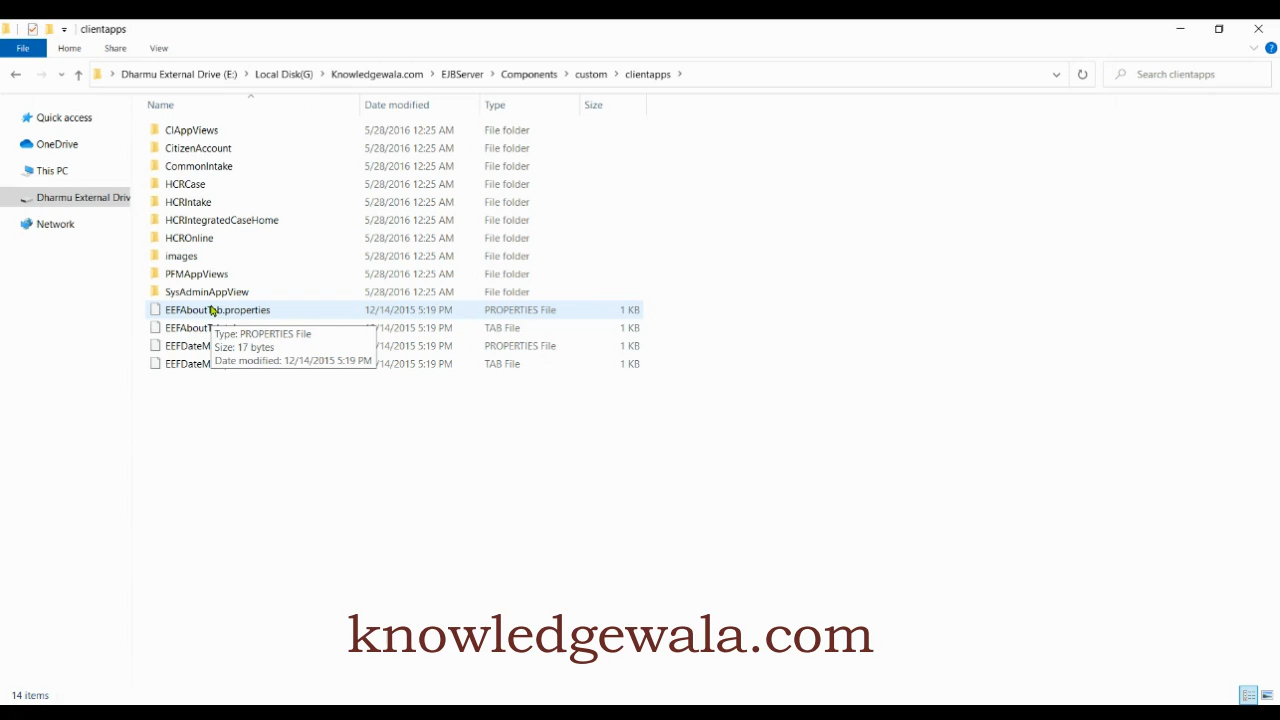 clientapps
File Home Share View
Dharmu External Drive (E:) Local Disk(G) Knowledgewala.com EJBServer Components custom clientapps Search clientapps
Name Date modified Type Size
Quick access
OneDrive
This PC
Dharmu External Driv
Network
CIAppViews 5/28/2016 12:25 AM File folder
CitizenAccount 5/28/2016 12:25 AM File folder
CommonIntake 5/28/2016 12:25 AM File folder
HCRCase 5/28/2016 12:25 AM File folder
HCRIntake 5/28/2016 12:25 AM File folder
HCRIntegratedCaseHome 5/28/2016 12:25 AM File folder
HCROnline 5/28/2016 12:25 AM File folder
images 5/28/2016 12:25 AM File folder
PFMAppViews 5/28/2016 12:25 AM File folder
SysAdminAppView 5/28/2016 12:25 AM File folder
EEFAboutTab.properties 12/14/2015 5:19 PM PROPERTIES File 1 KB
EEFAboutT /14/2015 5:19 PM TAB File 1 KB
EEFDateM /14/2015 5:19 PM PROPERTIES File 1 KB
EEFDateM /14/2015 5:19 PM TAB File 1 KB
Type: PROPERTIES File
Size: 17 bytes
Date modified: 12/14/2015 5:19 PM
knowledgewala.com
14 items